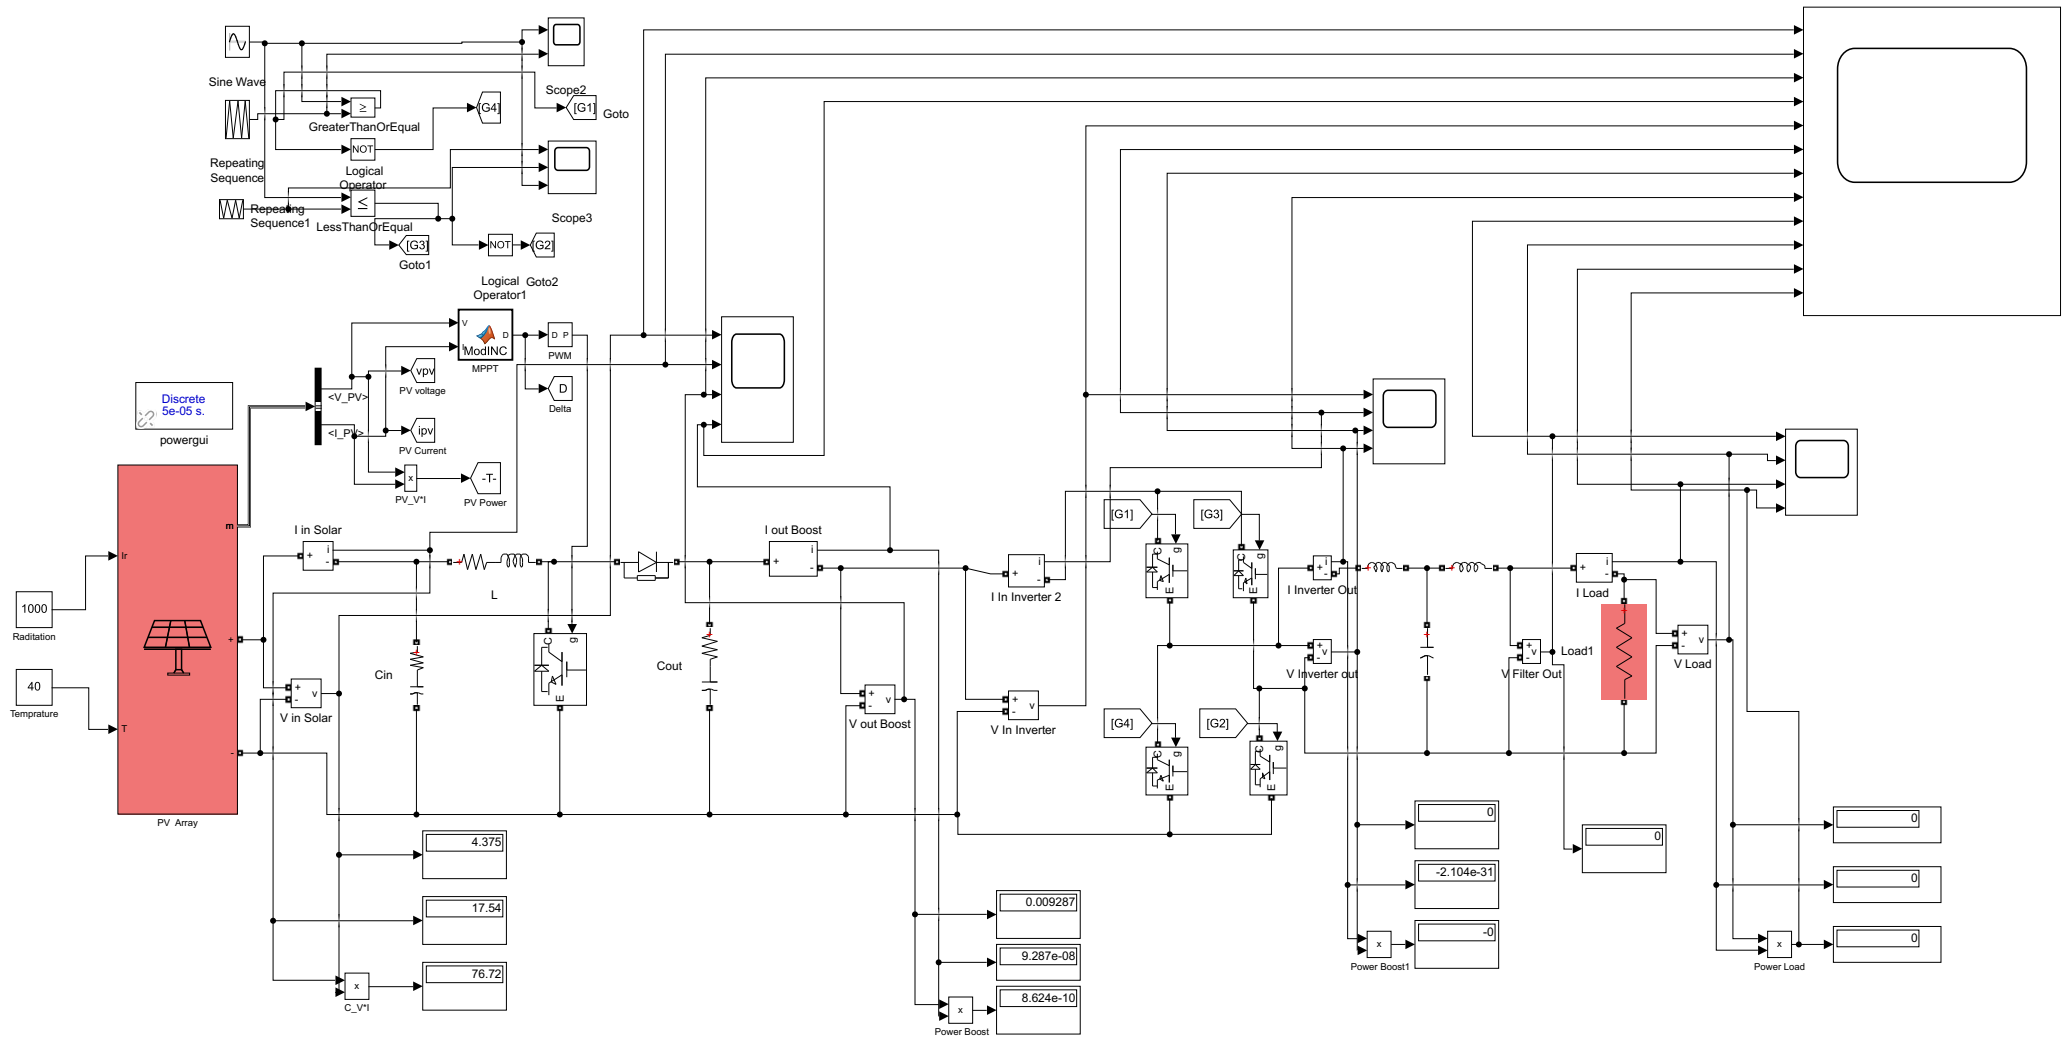 Sine Wave
Scope2
[G4]
[G1]
Goto
≥
GreaterThanOrEqual
NOT
Repeating
Sequence
Logical
Operator
≤
Repeating
Sequence1
LessThanOrEqual
Scope3
[G3]
Goto1
NOT
[G2]
Logical
Operator1
Goto2
V
I
D
ModINC
MPPT
D P
PWM
D
Delta
vpv
PV voltage
<V_PV>
<I_PV>
ipv
PV Current
x
PV_V*I
-T-
PV Power
Discrete
5e-05 s.
powergui
m
Ir
T
+
-
PV Array
1000
Raditation
40
Temprature
I in Solar
+
-
i
V in Solar
+
-
v
L
Cin
C
g
E
Cout
I out Boost
+
-
i
V out Boost
+
-
v
I In Inverter 2
+
-
i
V In Inverter
+
-
v
[G1]
[G3]
C
g
E
C
g
E
[G4]
[G2]
C
g
E
C
g
E
I Inverter Out
+
-
i
V Inverter out
+
-
v
V Filter Out
+
-
v
I Load
+
-
i
Load1
V Load
+
-
v
4.375
17.54
76.72
x
C_V*I
0.009287
9.287e-08
8.624e-10
x
Power Boost
0
-2.104e-31
-0
x
Power Boost1
0
0
0
0
x
Power Load